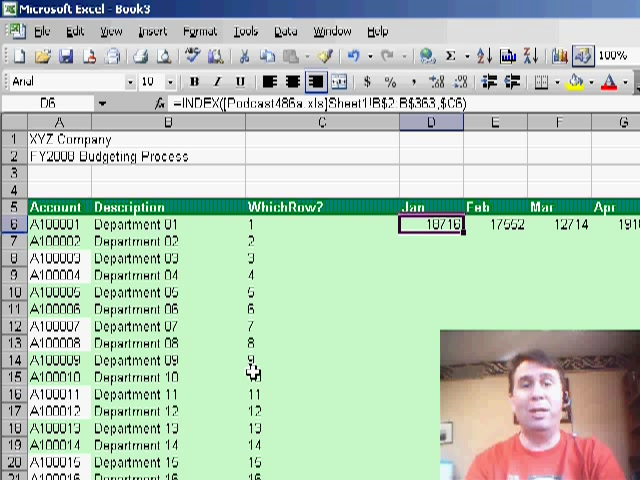 Microsoft Excel - Book3
File Edit View Insert Format Tools Data Window Help
100%
Arial 10 B I U $ % ,
D6 fx =INDEX([Podcast486a.xls]Sheet1!B$2:B$363,$C6)
A B C D E F G
1 XYZ Company
2 FY2008 Budgeting Process
3
4
5 Account Description WhichRow? Jan Feb Mar Apr
6 A100001 Department 01 1 18716 17552 12714 1910
7 A100002 Department 02 2
8 A100003 Department 03 3
9 A100004 Department 04 4
10 A100005 Department 05 5
11 A100006 Department 06 6
12 A100007 Department 07 7
13 A100008 Department 08 8
14 A100009 Department 09 9
15 A100010 Department 10
16 A100011 Department 11 11
17 A100012 Department 12 12
18 A100013 Department 13 13
19 A100014 Department 14 14
20 A100015 Department 15 15
21 A100016 Department 16 16